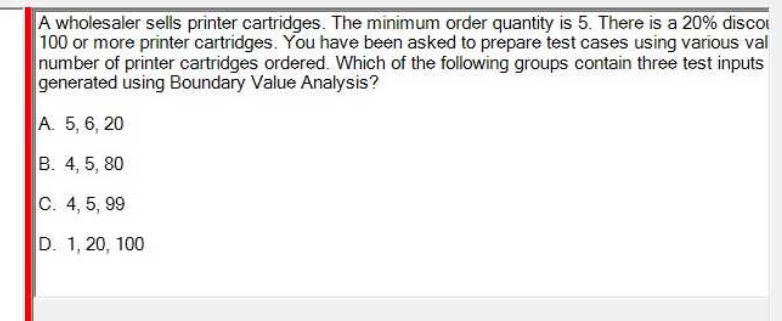 A wholesaler sells printer cartridges. The minimum order quantity is 5. There is a 20%
100 or more printer cartridges. You have been asked to prepare test cases using various
number of printer cartridges ordered. Which of the following groups contain three test inputs
generated using Boundary Value Analysis?
A. 5, 6, 20
B. 4, 5, 80
C. 4, 5, 99
D. 1, 20, 100